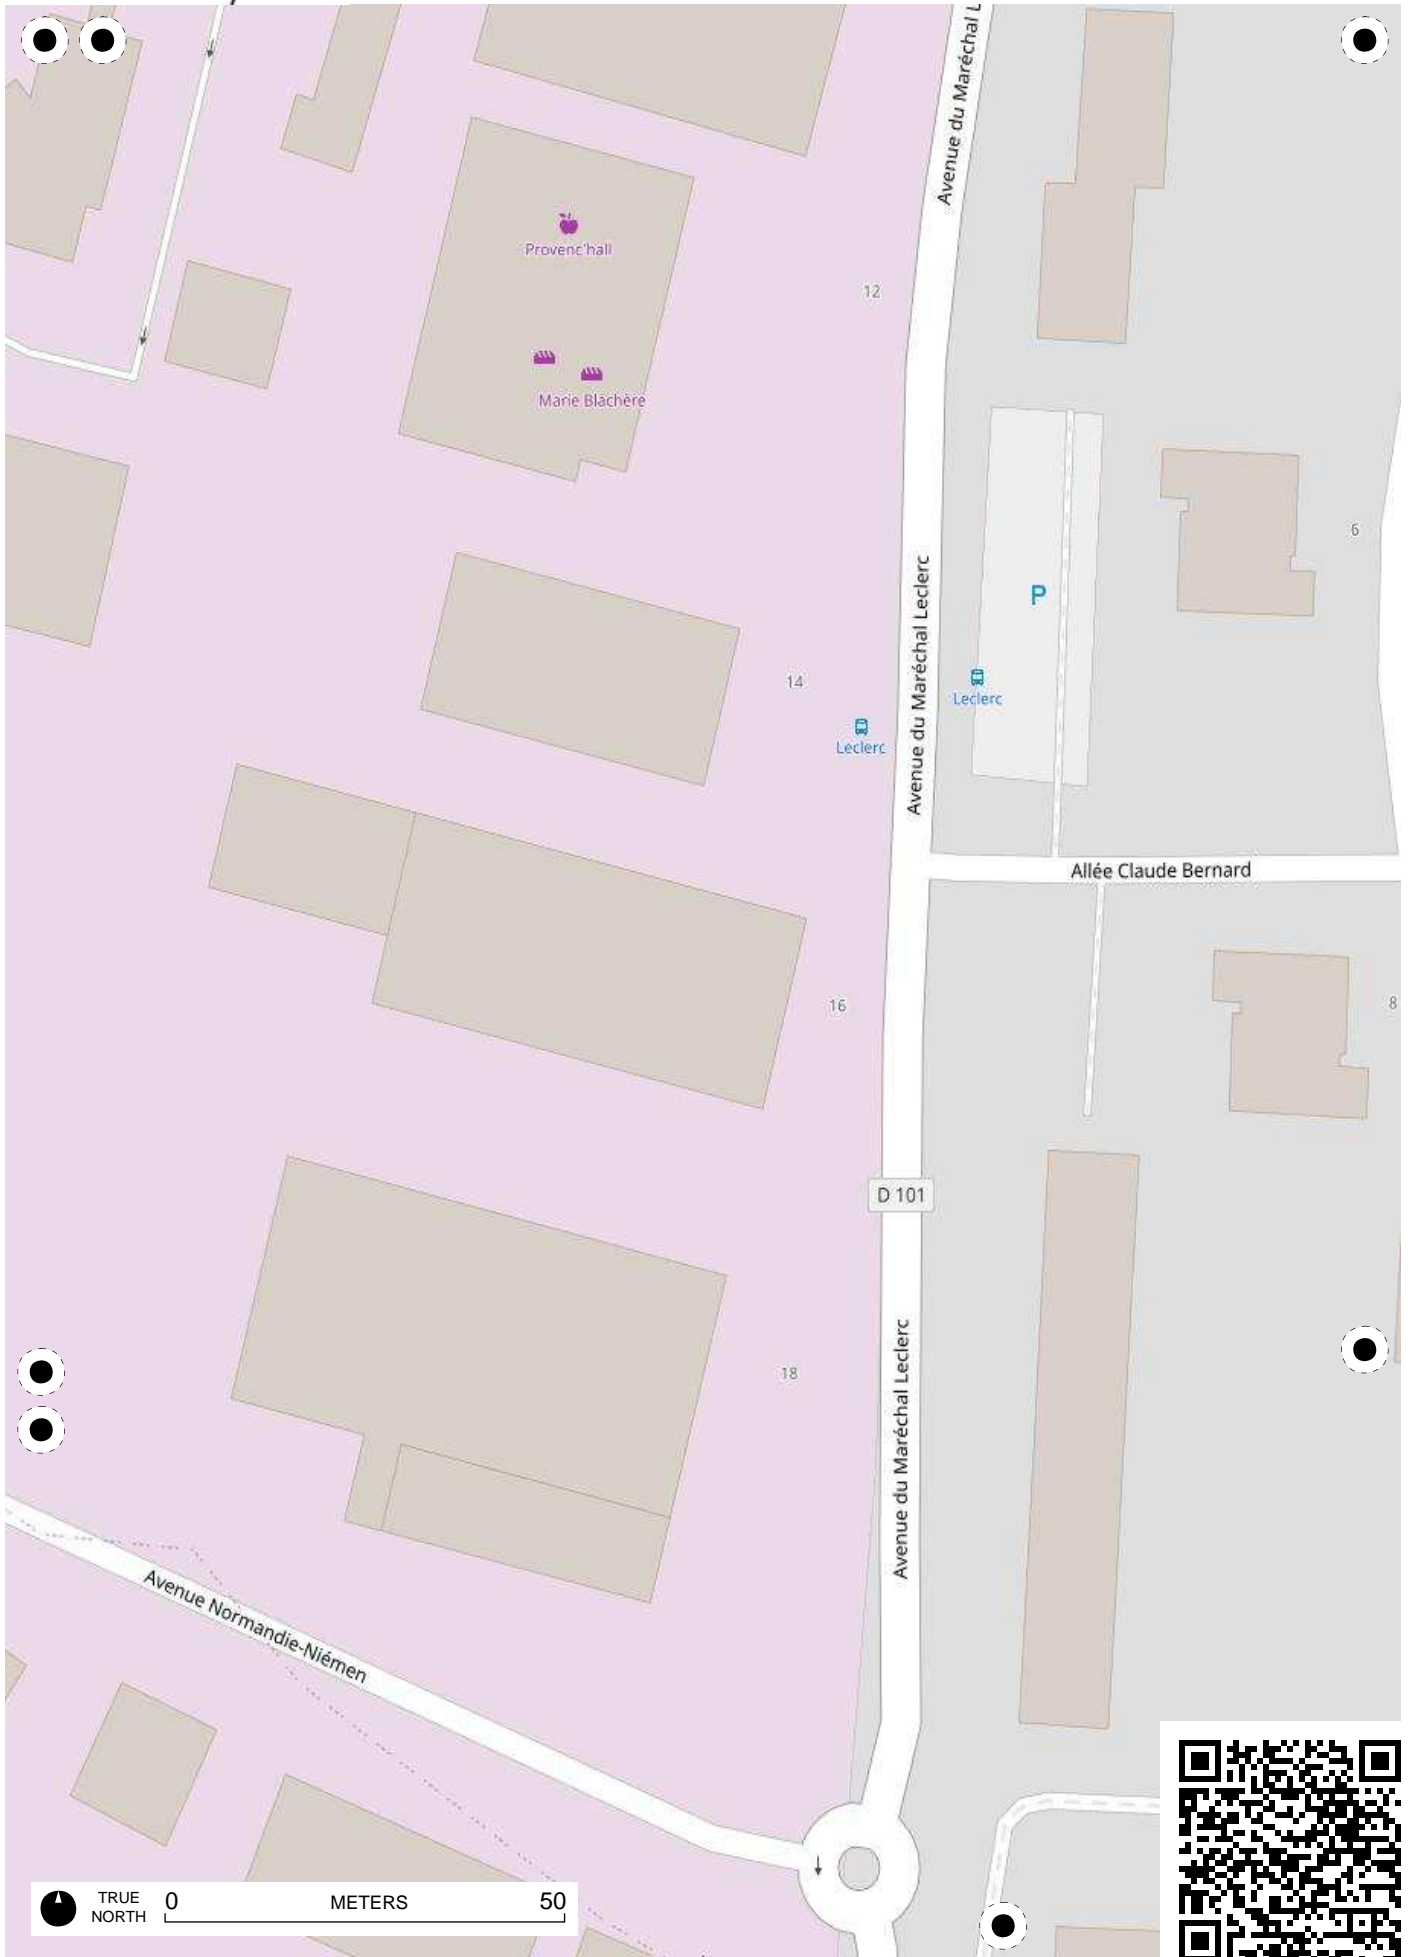 Avenue du Maréchal L
Provenc'hall
12
Marie Blachère
6
Avenue du Maréchal Leclerc
P
14
Leclerc
Leclerc
Allée Claude Bernard
16
8
D 101
Avenue du Maréchal Leclerc
18
Avenue Normandie-Niémen
TRUE
NORTH
0 METERS 50